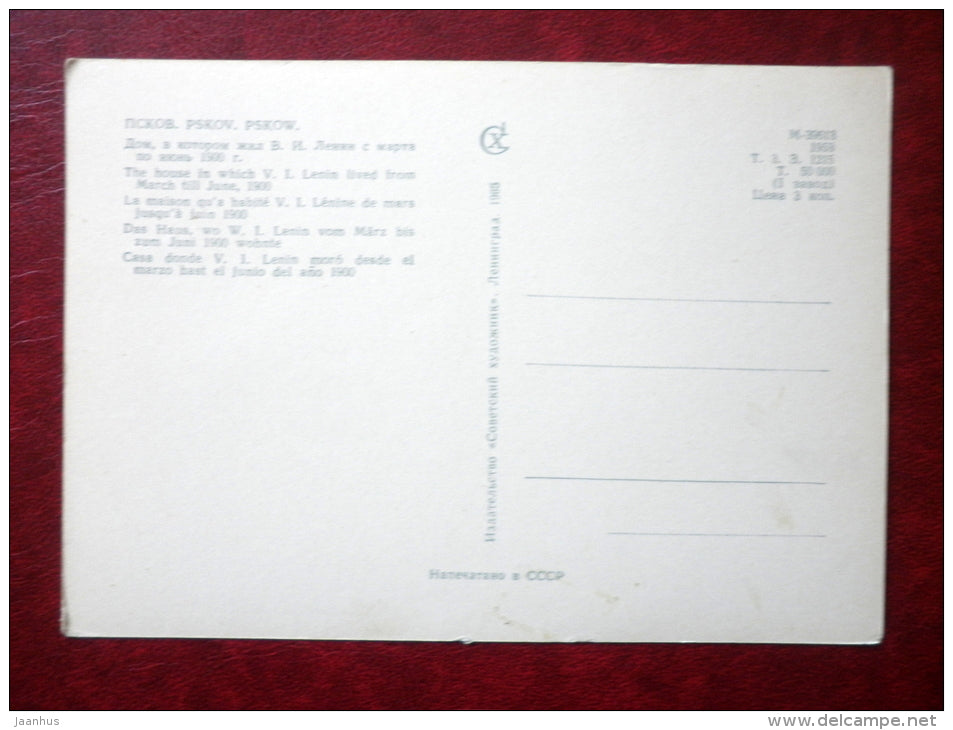 ПСКОВ. PSKOV. PSKOW.
Дом, в котором жил В. И. Ленин с марта
по июнь 1900 г.
The house in which V. I. Lenin lived from
March till June, 1900
La maison qu'a habité V. I. Lénine de mars
jusqu'à juin 1900
Das Haus, wo W. I. Lenin vom März bis
zum Juni 1900 wohnte
Casa donde V. I. Lenin moró desde el
marzo hast el junio del año 1900
Издательство «Советский художник». Ленинград.
Т. З.
Т. 50 000
(I завод)
Цена 3 коп.
Напечатано в СССР
jaanhus
www.delcampe.net